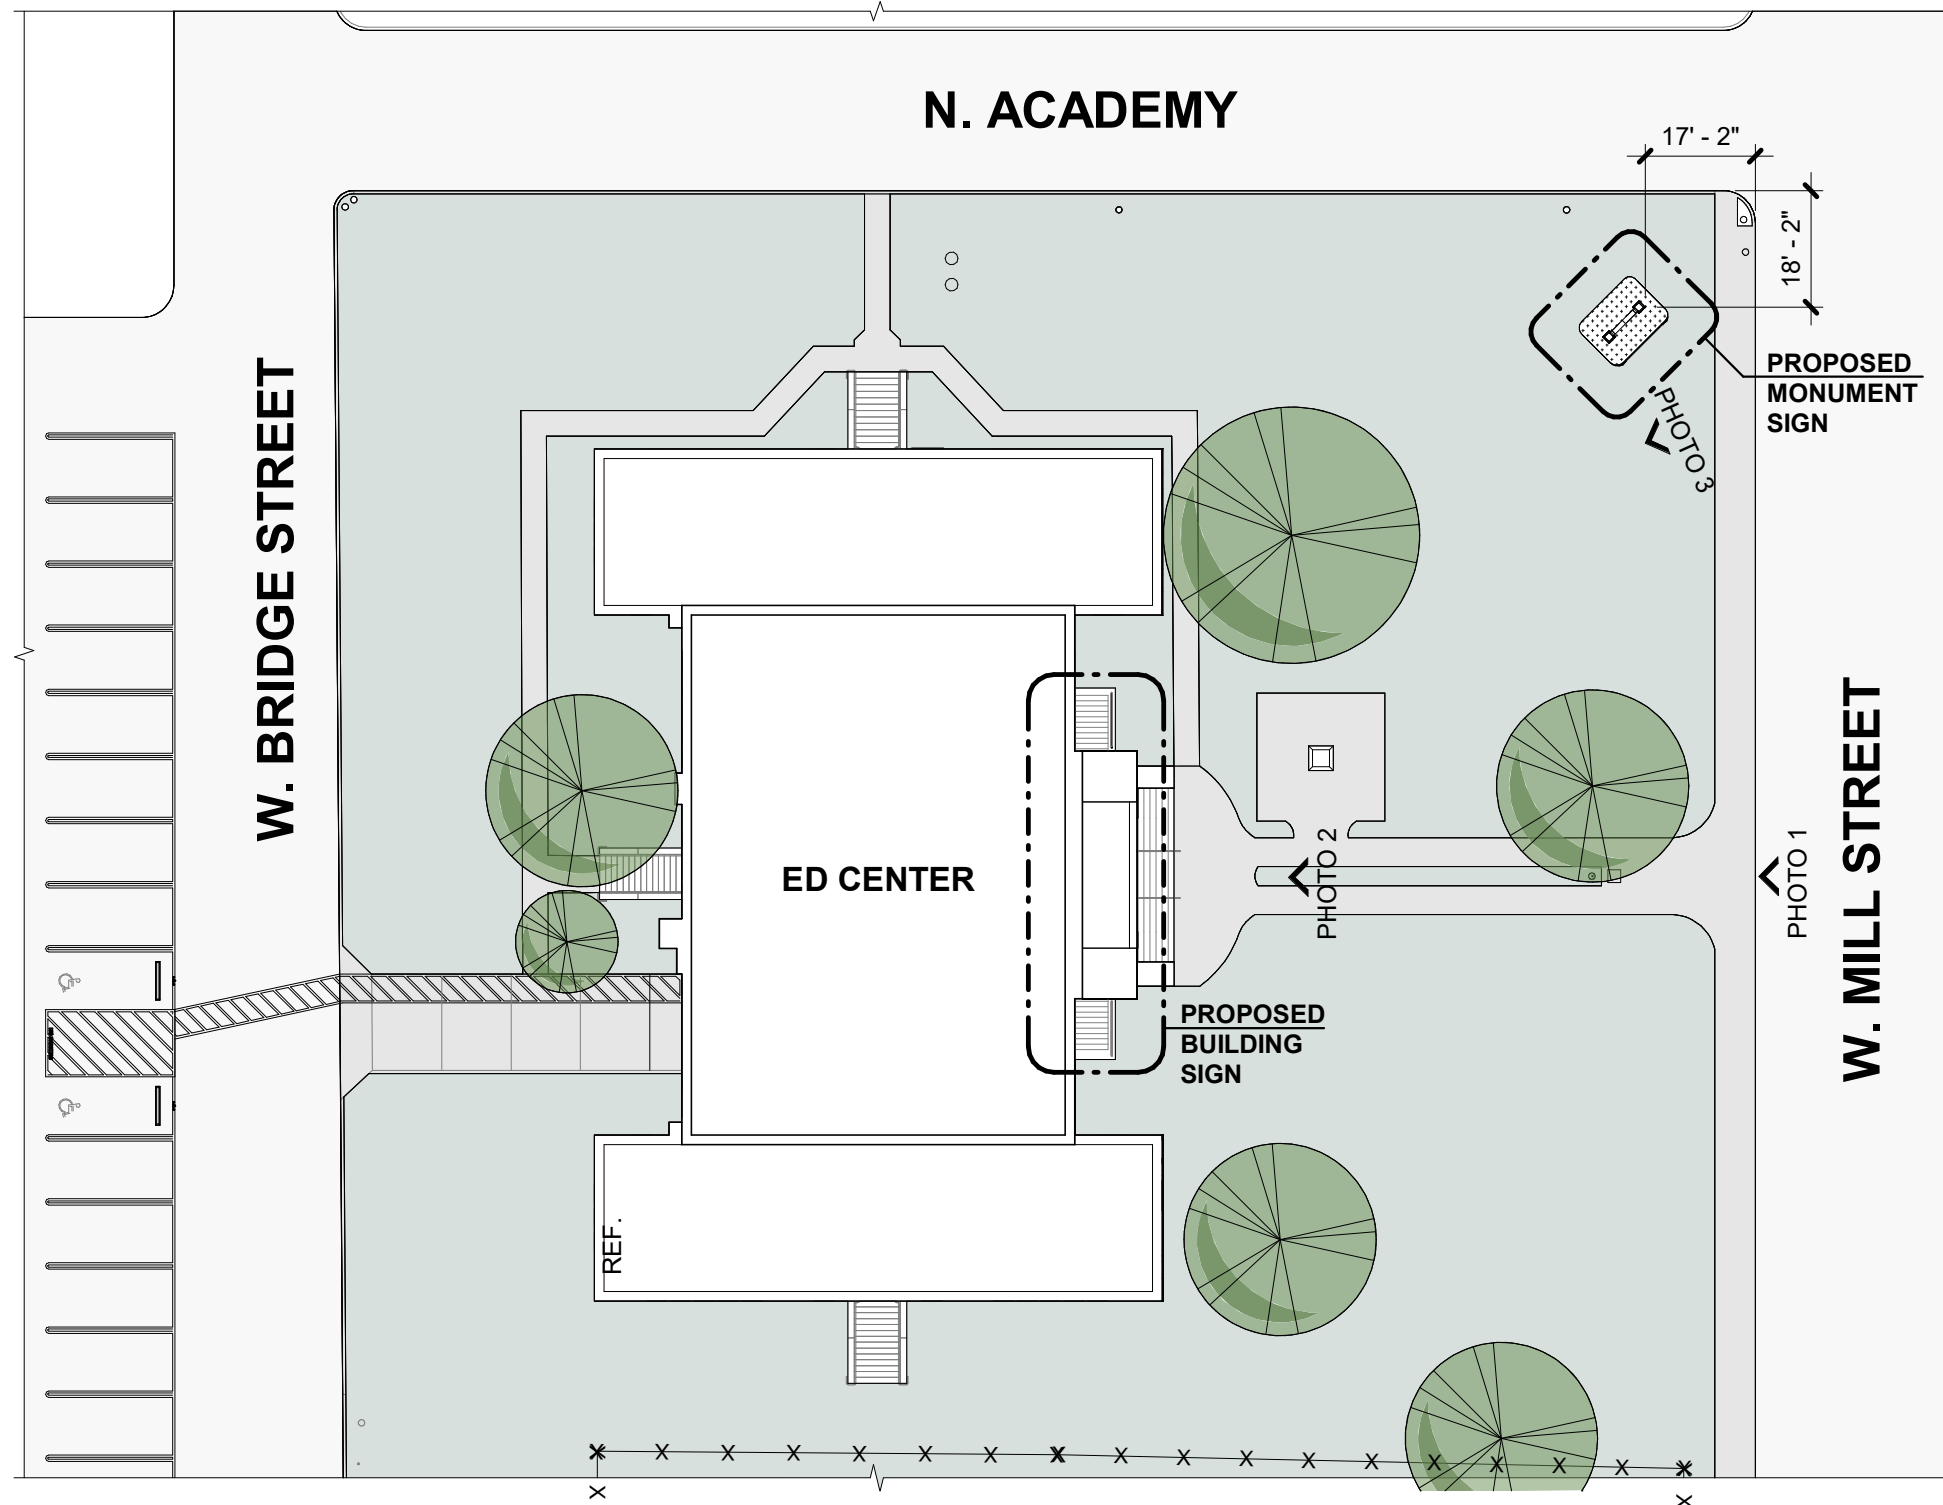 N. ACADEMY
17' - 2"
18' - 2"
PROPOSED
MONUMENT
SIGN
PHOTO 3
W. BRIDGE STREET
ED CENTER
PHOTO 2
PHOTO 1
W. MILL STREET
PROPOSED
BUILDING
SIGN
REF.
X X X X X X X X X X X X X X X X X X
X X